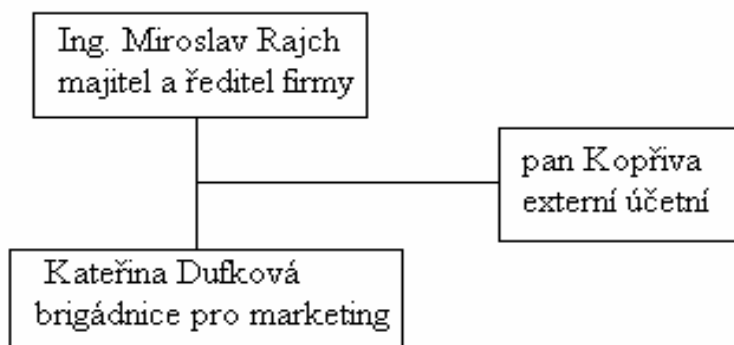 Ing. Miroslav Rajch
majitel a ředitel firmy
pan Kopřiva
externí účetní
Kateřina Dufková
brigádnice pro marketing